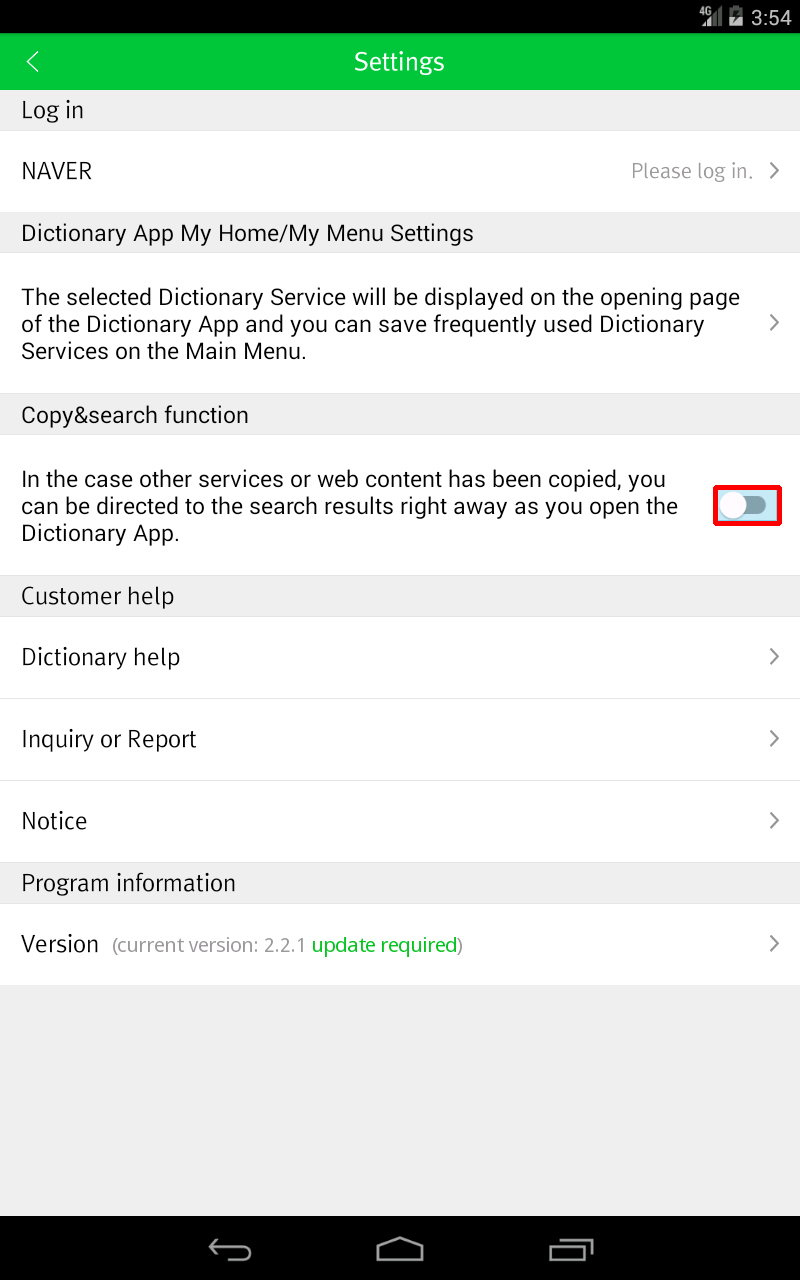 4G 3:54
Settings
Log in
NAVER Please log in.
Dictionary App My Home/My Menu Settings
The selected Dictionary Service will be displayed on the opening page
of the Dictionary App and you can save frequently used Dictionary
Services on the Main Menu.
Copy&search function
In the case other services or web content has been copied, you
can be directed to the search results right away as you open the
Dictionary App.
Customer help
Dictionary help
Inquiry or Report
Notice
Program information
Version (current version: 2.2.1 update required)